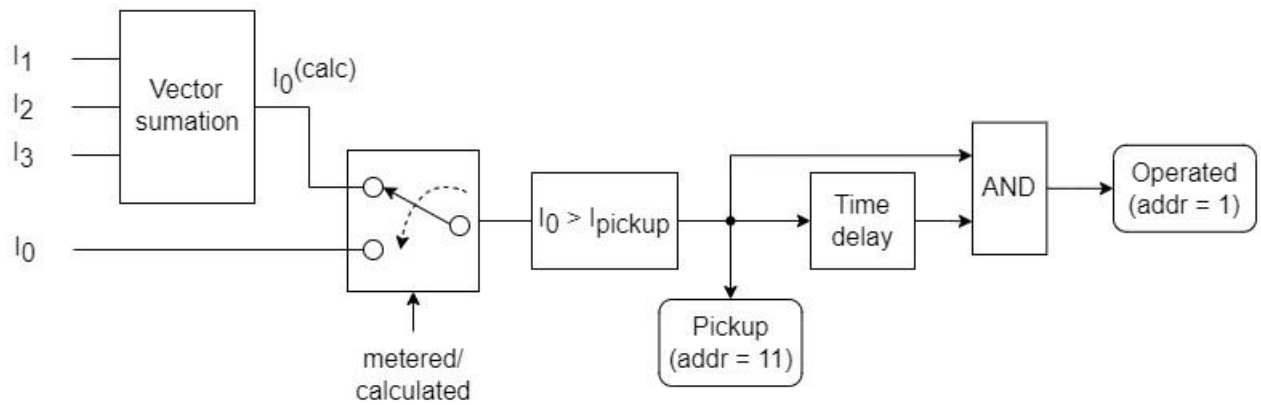 I1
I2
I3
I0
Vector
sumation
I0(calc)
metered/
calculated
I0 > Ipickup
Pickup
(addr = 11)
Time
delay
AND
Operated
(addr = 1)